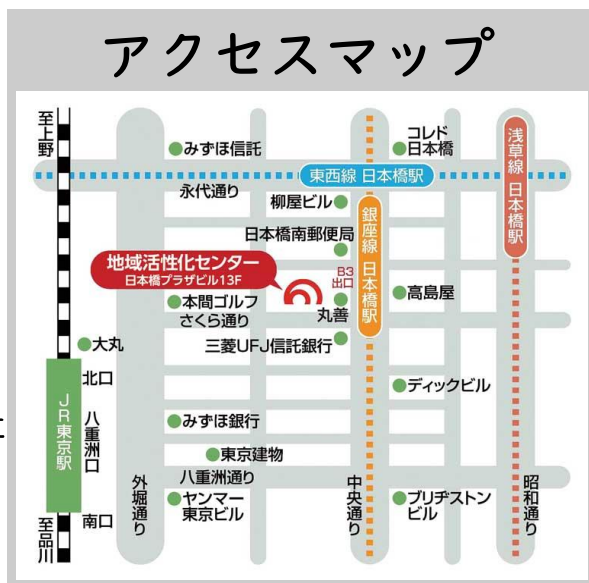 アクセスマップ
至上野
みずほ信託
コレド
日本橋
浅草線 日本橋駅
東西線 日本橋駅
永代通り
柳屋ビル
銀座線 日本橋駅
日本橋南郵便局
地域活性化センター
日本橋プラザビル13F
B3
出口
高島屋
本間ゴルフ
丸善
さくら通り
大丸
三菱UFJ信託銀行
北口
ディックビル
JR東京駅
八重洲口
みずほ銀行
東京建物
八重洲通り
外堀通り
ヤンマー
東京ビル
中央通り
ブリヂストン
ビル
昭和通り
南口
至品川